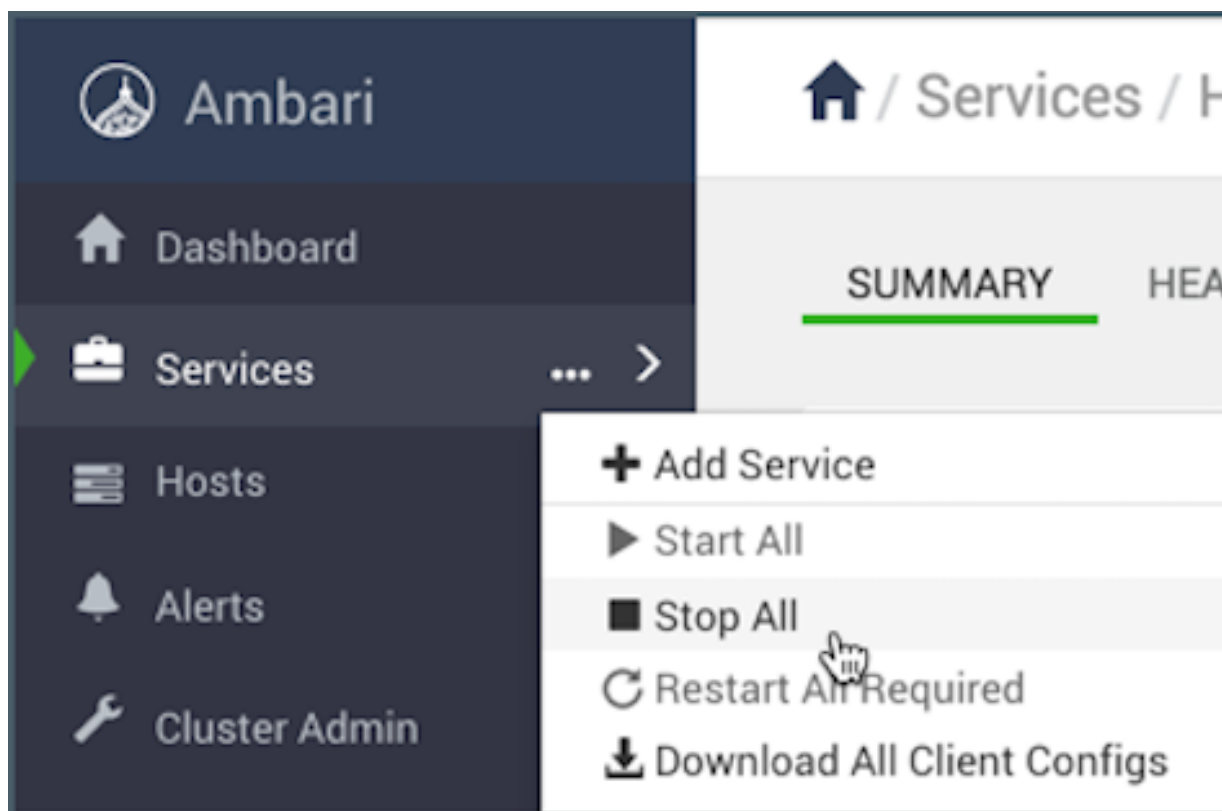 Ambari
/ Services /
Dashboard
SUMMARY
Services ...
Add Service
Hosts
Start All
Alerts
Stop All
Restart All Required
Cluster Admin
Download All Client Configs